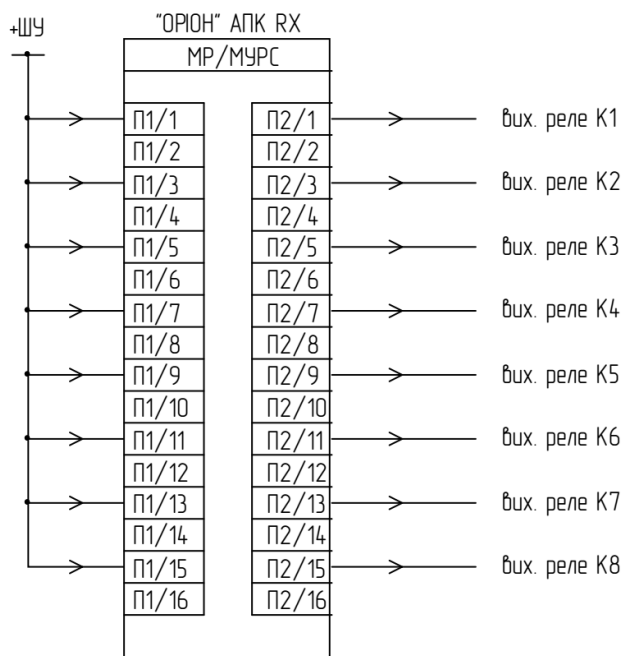 +ШУ
"ОРІОН" АПК RX
МР/МУРС
П1/1 П2/1 вих. реле К1
П1/2 П2/2
П1/3 П2/3 вих. реле К2
П1/4 П2/4
П1/5 П2/5 вих. реле К3
П1/6 П2/6
П1/7 П2/7 вих. реле К4
П1/8 П2/8
П1/9 П2/9 вих. реле К5
П1/10 П2/10
П1/11 П2/11 вих. реле К6
П1/12 П2/12
П1/13 П2/13 вих. реле К7
П1/14 П2/14
П1/15 П2/15 вих. реле К8
П1/16 П2/16